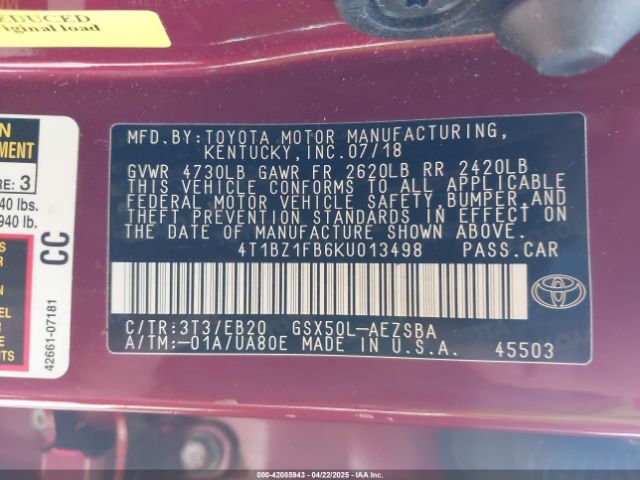 REDUCED
original load
N
EMENT
RE: 3
40 lbs.
940 lb.
CC
42661-07181
MFD.BY:TOYOTA MOTOR MANUFACTURING,
KENTUCKY,INC.07/18
GVWR 4730LB GAWR FR 2620LB RR 2420LB
THIS VEHICLE CONFORMS TO ALL APPLICABLE
FEDERAL MOTOR VEHICLE SAFETY,BUMPER,AND
THEFT PREVENTION STANDARDS IN EFFECT ON
THE DATE OF MANUFACTURE SHOWN ABOVE.
4T1BZ1FB6KU013498 PASS.CAR
C/TR:3T3/EB20 GSX50L-AEZSBA
A/TM:-01A/UA80E MADE IN U.S.A. 45503
000-42085943 - 04/22/2025 - IAA Inc.